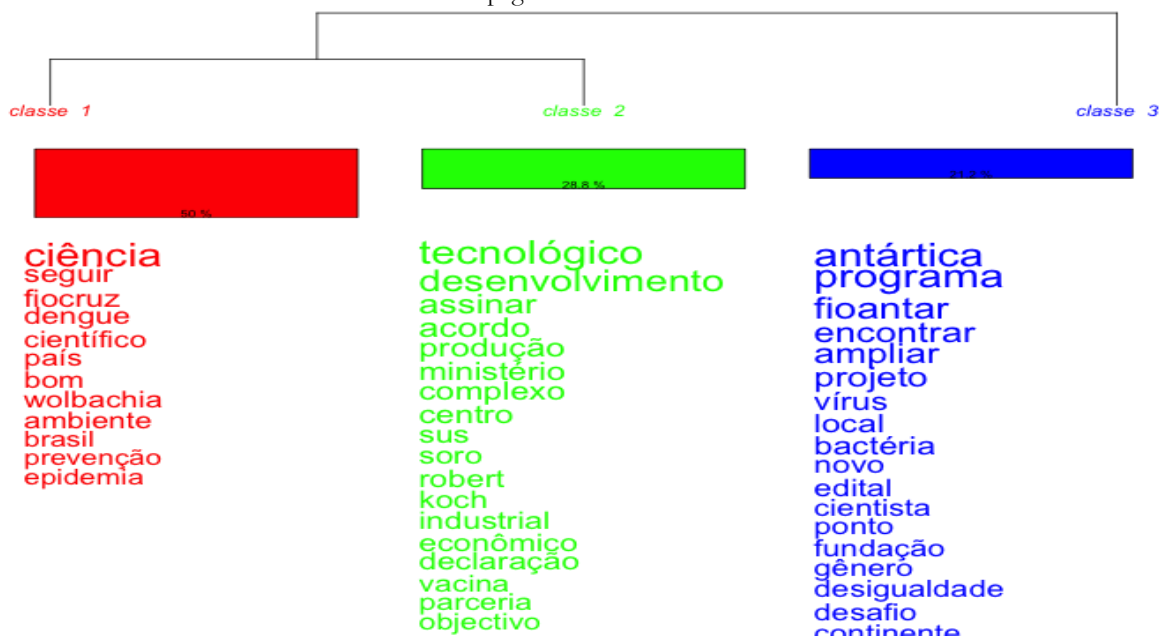 classe 1
classe 2
classe 3
50 %
28.8 %
21.2 %
ciência
seguir
fiocruz
dengue
científico
país
bom
wolbachia
ambiente
brasil
prevenção
epidemia
tecnológico
desenvolvimento
assinar
acordo
produção
ministério
complexo
centro
sus
soro
robert
koch
industrial
econômico
declaração
vacina
parceria
objectivo
antártica
programa
fioantar
encontrar
ampliar
projeto
vírus
local
bactéria
novo
edital
cientista
ponto
fundação
gênero
desigualdade
desafio
continente